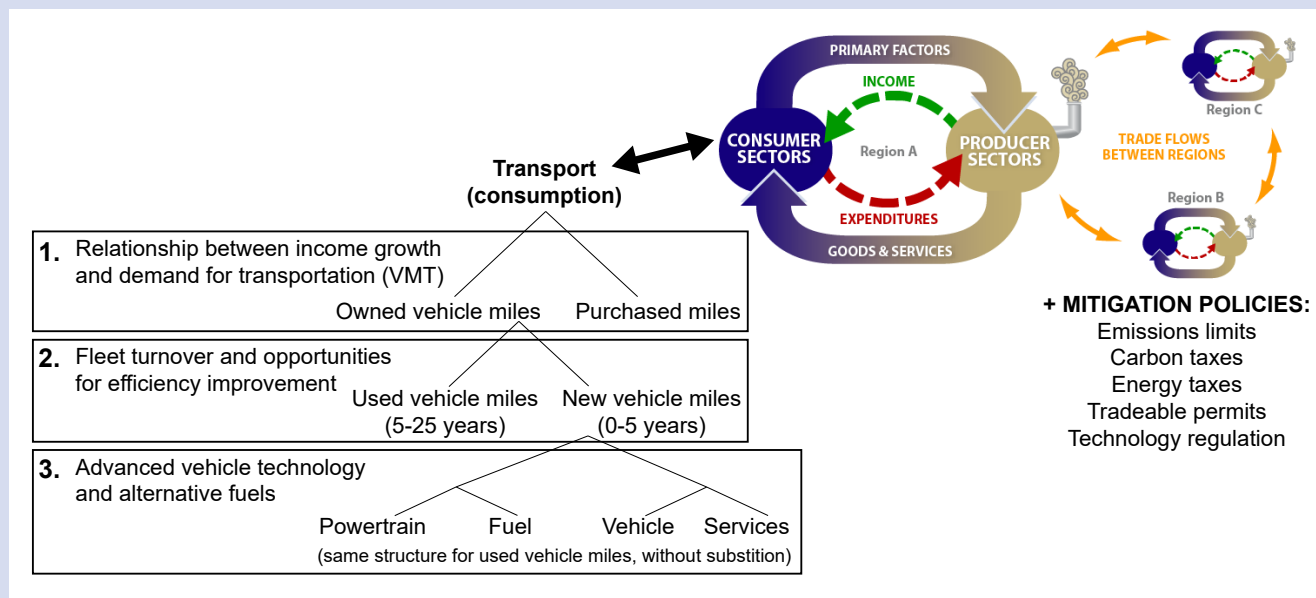 PRIMARY FACTORS
INCOME
CONSUMER
SECTORS
Region A
PRODUCER
SECTORS
EXPENDITURES
GOODS & SERVICES
Region C
TRADE FLOWS
BETWEEN REGIONS
Region B
+ MITIGATION POLICIES:
Emissions limits
Carbon taxes
Energy taxes
Tradeable permits
Technology regulation
Transport
(consumption)
1. Relationship between income growth
and demand for transportation (VMT)
Owned vehicle miles Purchased miles
2. Fleet turnover and opportunities
for efficiency improvement
Used vehicle miles New vehicle miles
(5-25 years) (0-5 years)
3. Advanced vehicle technology
and alternative fuels
Powertrain Fuel Vehicle Services
(same structure for used vehicle miles, without substition)